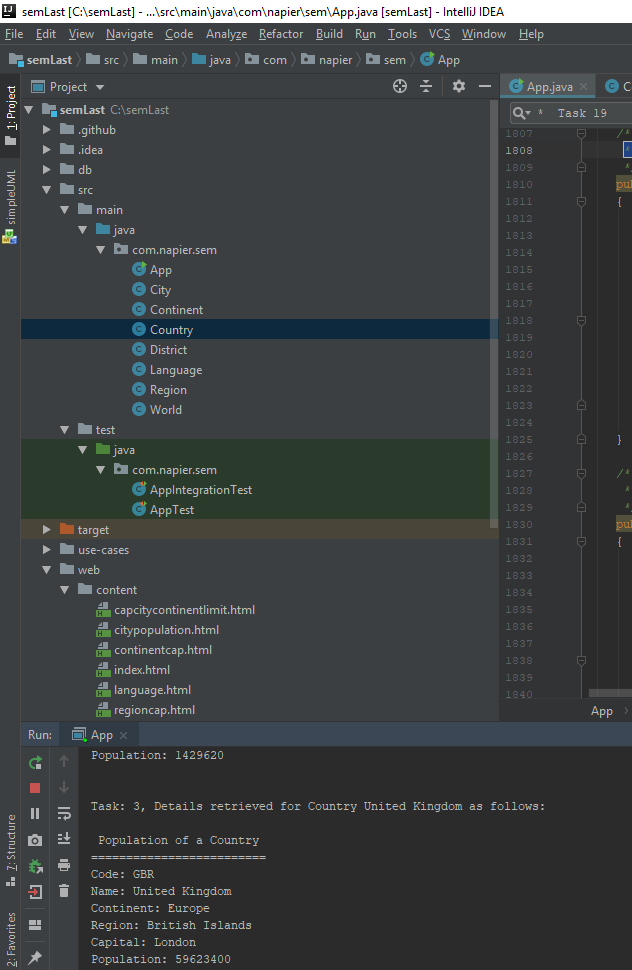 semLast [C:\semLast] - ...\src\main\java\com\napier\sem\App.java [semLast] - IntelliJ IDEA
File Edit View Navigate Code Analyze Refactor Build Run Tools VCS Window Help
semLast src main java com napier sem App
1: Project
simpleUML
7: Structure
2: Favorites
Project
App.java
* Task 19
semLast C:\semLast
.github
.idea
db
src
main
java
com.napier.sem
App
City
Continent
Country
District
Language
Region
World
test
java
com.napier.sem
AppIntegrationTest
AppTest
target
use-cases
web
content
capcitycontinentlimit.html
citypopulation.html
continentcap.html
index.html
language.html
regioncap.html
1807 /*
1808 *
1809 *
1810 pub
1811 {
1812
1813
1814
1815
1816
1817
1818
1819
1820
1821
1822
1823
1824
1825 }
1826
1827 /*
1828 *
1829 *
1830 pub
1831 {
1832
1833
1834
1835
1836
1837
1838
1839
1840
App
Run: App
Population: 1429620
Task: 3, Details retrieved for Country United Kingdom as follows:
Population of a Country
=========================
Code: GBR
Name: United Kingdom
Continent: Europe
Region: British Islands
Capital: London
Population: 59623400